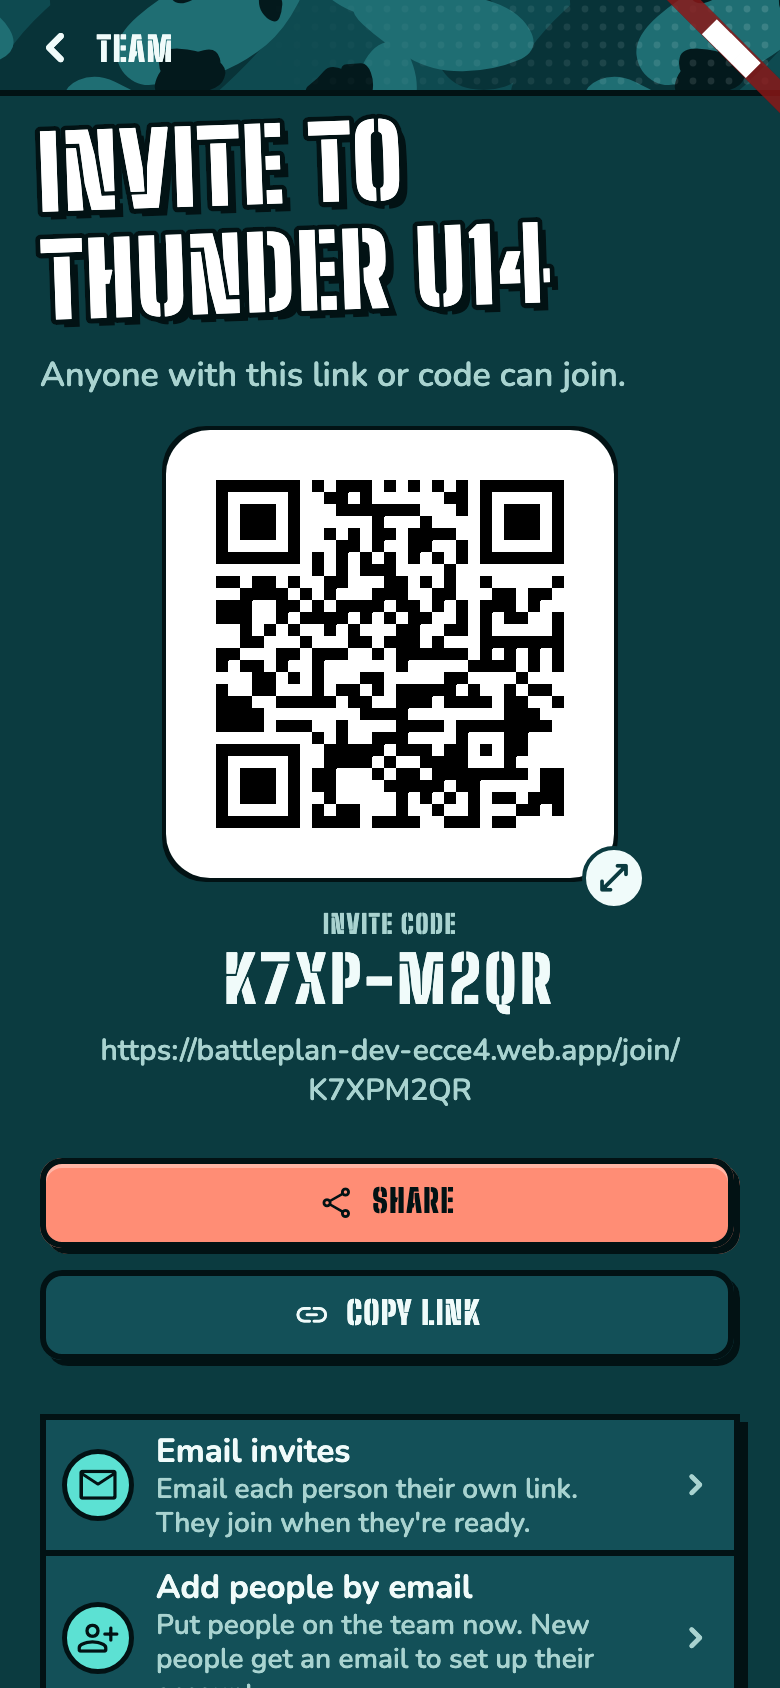 TEAM
INVITE TO
THUNDER U14
Anyone with this link or code can join.
INVITE CODE
K7XP-M2QR
https://battleplan-dev-ecce4.web.app/join/
K7XPM2QR
SHARE
COPY LINK
Email invites
Email each person their own link.
They join when they're ready.
Add people by email
Put people on the team now. New
people get an email to set up their